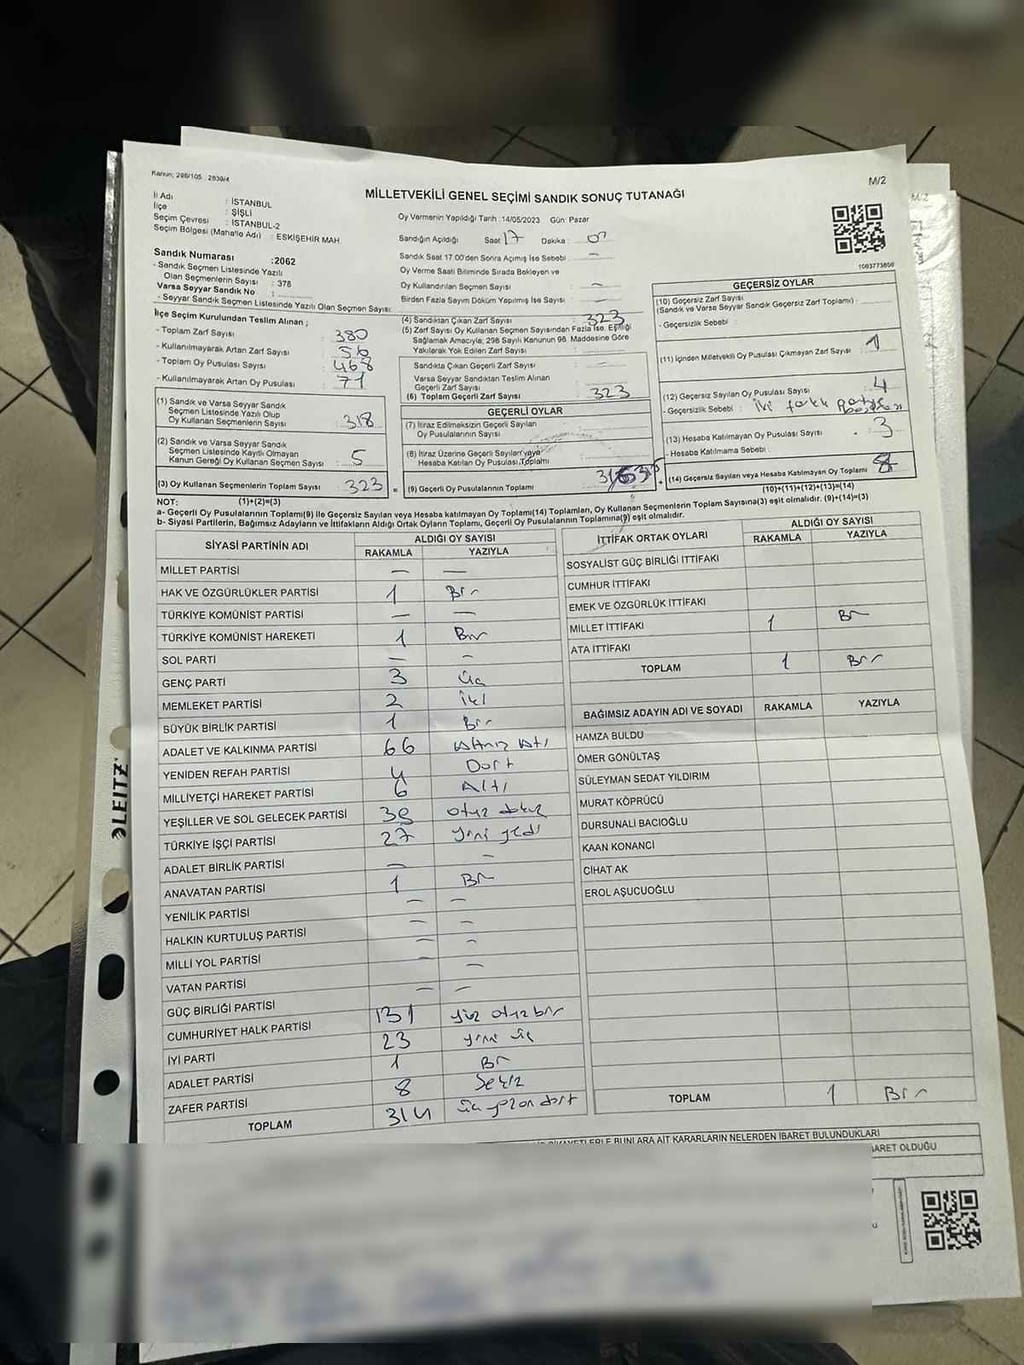 Kanun: 298/105 2839/4
MİLLETVEKİLİ GENEL SEÇİMİ SANDIK SONUÇ TUTANAĞI
M/2
M/2
İl Adı : İSTANBUL
İlçe : ŞİŞLİ
Seçim Çevresi : İSTANBUL-2
Seçim Bölgesi (Mahalle Adı) : ESKİŞEHİR MAH.
Sandık Numarası :2062
- Sandık Seçmen Listesinde Yazılı
Olan Seçmenlerin Sayısı : 378
Varsa Seyyar Sandık No :
- Seyyar Sandık Seçmen Listesinde Yazılı Olan Seçmen Sayısı:
Oy Vermenin Yapıldığı Tarih :14/05/2023 Gün: Pazar
Sandığın Açıldığı Saat 17 Dakika : 00
Sandık Saat 17.00'den Sonra Açılmış İse Sebebi : —
Oy Verme Saati Bitiminde Sırada Bekleyen ve
Oy Kullandırılan Seçmen Sayısı : —
Birden Fazla Sayım Döküm Yapılmış İse Sayısı : —
1083773656
İlçe Seçim Kurulundan Teslim Alınan ;
- Toplam Zarf Sayısı : 380
- Kullanılmayarak Artan Zarf Sayısı : 56
- Toplam Oy Pusulası Sayısı : 468
- Kullanılmayarak Artan Oy Pusulası : 71
(1) Sandık ve Varsa Seyyar Sandık
Seçmen Listesinde Yazılı Olup
Oy Kullanan Seçmenlerin Sayısı : 318
(2) Sandık ve Varsa Seyyar Sandık
Seçmen Listesinde Kayıtlı Olmayan
Kanun Gereği Oy Kullanan Seçmen Sayısı : 5
(3) Oy Kullanan Seçmenlerin Toplam Sayısı : 323
(4) Sandıktan Çıkan Zarf Sayısı : 323
(5) Zarf Sayısı Oy Kullanan Seçmen Sayısından Fazla İse, Eşitliği
Sağlamak Amacıyla, 298 Sayılı Kanunun 98. Maddesine Göre
Yakılarak Yok Edilen Zarf Sayısı : —
Sandıkta Çıkan Geçerli Zarf Sayısı : —
Varsa Seyyar Sandıktan Teslim Alınan
Geçerli Zarf Sayısı : —
(6) Toplam Geçerli Zarf Sayısı : 323
GEÇERLİ OYLAR
(7) İtiraz Edilmeksizin Geçerli Sayılan
Oy Pusulalarının Sayısı :
(8) İtiraz Üzerine Geçerli Sayılan veya
Hesaba Katılan Oy Pusulası Toplamı :
(9) Geçerli Oy Pusulalarının Toplamı :
GEÇERSİZ OYLAR
(10) Geçersiz Zarf Sayısı
(Sandık ve Varsa Seyyar Sandık Geçersiz Zarf Toplamı) :
- Geçersizlik Sebebi :
(11) İçinden Milletvekili Oy Pusulası Çıkmayan Zarf Sayısı : 1
(12) Geçersiz Sayılan Oy Pusulası Sayısı : 4
- Geçersizlik Sebebi : İki farklı
(13) Hesaba Katılmayan Oy Pusulası Sayısı : 3
- Hesaba Katılmama Sebebi :
(14) Geçersiz Sayılan veya Hesaba Katılmayan Oy Toplamı : 8
(10)+(11)+(12)+(13)=(14)
NOT: (1)+(2)=(3)
a- Geçerli Oy Pusulalarının Toplamı(9) ile Geçersiz Sayılan veya Hesaba katılmayan Oy Toplamı(14) Toplamları, Oy Kullanan Seçmenlerin Toplam Sayısına(3) eşit olmalıdır. (9)+(14)=(3)
b- Siyasi Partilerin, Bağımsız Adayların ve İttifakların Aldığı Ortak Oyların Toplamı, Geçerli Oy Pusulalarının Toplamına(9) eşit olmalıdır.
SİYASİ PARTİNİN ADI ALDIĞI OY SAYISI
RAKAMLA YAZIYLA
MİLLET PARTİSİ — —
HAK VE ÖZGÜRLÜKLER PARTİSİ 1 Bir
TÜRKİYE KOMÜNİST PARTİSİ — —
TÜRKİYE KOMÜNİST HAREKETİ 1 Bir
SOL PARTİ — —
GENÇ PARTİ 3 Üç
MEMLEKET PARTİSİ 2 İki
BÜYÜK BİRLİK PARTİSİ 1 Bir
ADALET VE KALKINMA PARTİSİ 66 Altmış Altı
YENİDEN REFAH PARTİSİ 4 Dört
MİLLİYETÇİ HAREKET PARTİSİ 6 Altı
YEŞİLLER VE SOL GELECEK PARTİSİ 39 otuz dokuz
TÜRKİYE İŞÇİ PARTİSİ 27 yirmi yedi
ADALET BİRLİK PARTİSİ — —
ANAVATAN PARTİSİ 1 Bir
YENİLİK PARTİSİ — —
HALKIN KURTULUŞ PARTİSİ — —
MİLLİ YOL PARTİSİ — —
VATAN PARTİSİ — —
GÜÇ BİRLİĞİ PARTİSİ — —
CUMHURİYET HALK PARTİSİ 131 yüz otuz bir
İYİ PARTİ 23 yirmi üç
ADALET PARTİSİ 1 Bir
ZAFER PARTİSİ 8 Sekiz
TOPLAM 314 üç yüz on dört
İTTİFAK ORTAK OYLARI ALDIĞI OY SAYISI
RAKAMLA YAZIYLA
SOSYALİST GÜÇ BİRLİĞİ İTTİFAKI
CUMHUR İTTİFAKI
EMEK VE ÖZGÜRLÜK İTTİFAKI
MİLLET İTTİFAKI 1 Bir
ATA İTTİFAKI
TOPLAM 1 Bir
BAĞIMSIZ ADAYIN ADI VE SOYADI RAKAMLA YAZIYLA
HAMZA BULDU
ÖMER GÖNÜLTAŞ
SÜLEYMAN SEDAT YILDIRIM
MURAT KÖPRÜCÜ
DURSUNALİ BACIOĞLU
KAAN KONANCI
CİHAT AK
EROL AŞUCUOĞLU
TOPLAM 1 Bir
BUNLARA AİT KARARLARIN NELERDEN İBARET BULUNDUKLARI
İBARET OLDUĞU
LEITZ